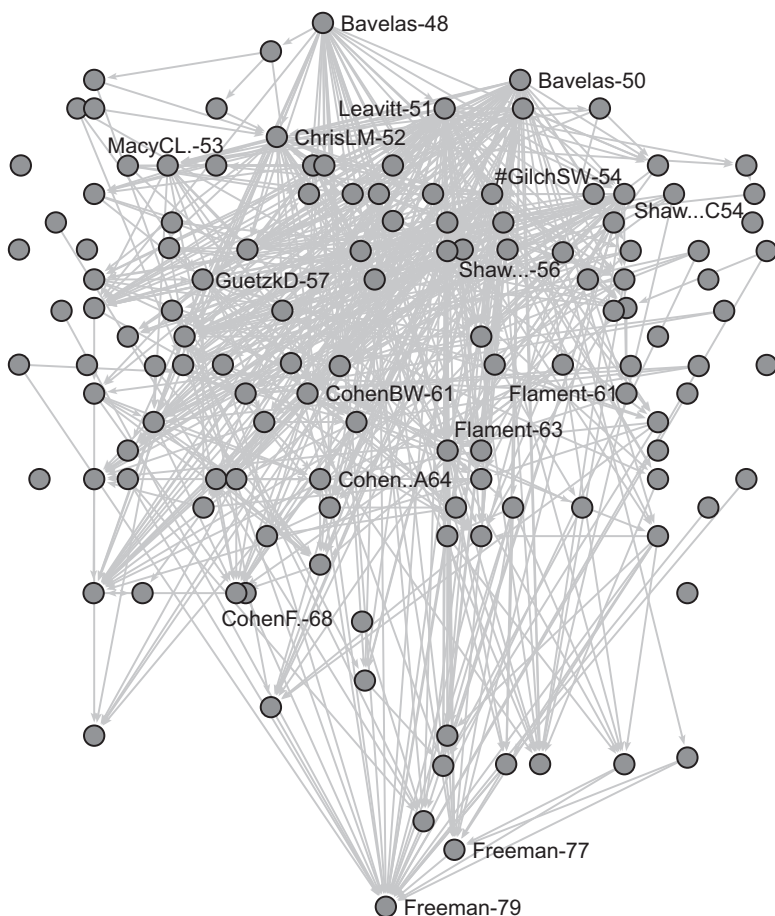 Bavelas-48
Bavelas-50
Leavitt-51
ChrisLM-52
MacyCL.-53
#GilchSW-54
Shaw...C54
Shaw...-56
GuetzkD-57
CohenBW-61
Flament-61
Flament-63
Cohen..A64
CohenF.-68
Freeman-77
Freeman-79